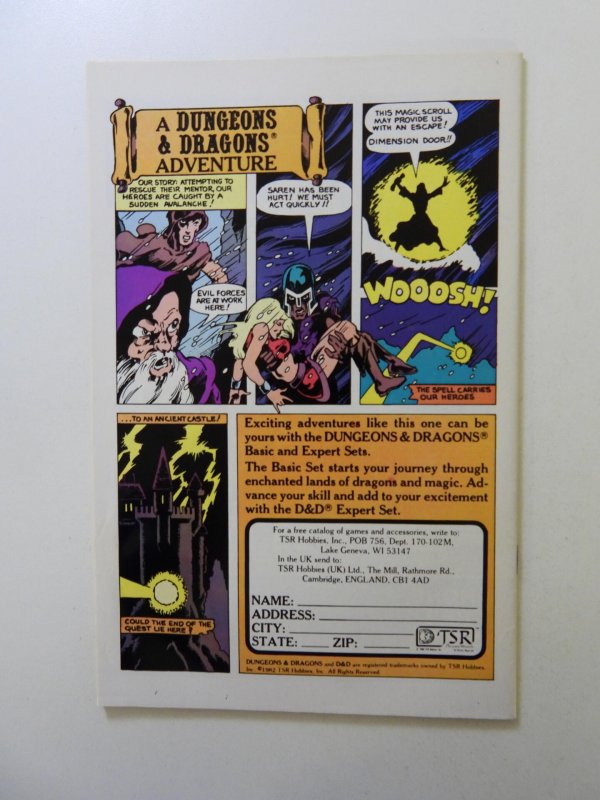 A DUNGEONS
& DRAGONS®
ADVENTURE
OUR STORY: ATTEMPTING TO
RESCUE THEIR MENTOR, OUR
HEROES ARE CAUGHT BY A
SUDDEN AVALANCHE!
EVIL FORCES
ARE AT WORK
HERE!
SAREN HAS BEEN
HURT! WE MUST
ACT QUICKLY!!
THIS MAGIC SCROLL
MAY PROVIDE US
WITH AN ESCAPE!
DIMENSION DOOR!!
WOOOSH!
THE SPELL CARRIES
OUR HEROES
...TO AN ANCIENT CASTLE!
COULD THE END OF THE
QUEST LIE HERE?
Exciting adventures like this one can be
yours with the DUNGEONS & DRAGONS®
Basic and Expert Sets.
The Basic Set starts your journey through
enchanted lands of dragons and magic. Ad-
vance your skill and add to your excitement
with the D&D® Expert Set.
For a free catalog of games and accessories, write to:
TSR Hobbies, Inc., POB 756, Dept. 170-102M,
Lake Geneva, WI 53147
In the UK send to:
TSR Hobbies (UK) Ltd., The Mill, Rathmore Rd.,
Cambridge, ENGLAND, CB1 4AD
NAME:
ADDRESS:
CITY:
STATE: ZIP:
TSR
DUNGEONS & DRAGONS and D&D are registered trademarks owned by TSR Hobbies,
Inc. ©1982 TSR Hobbies, Inc. All Rights Reserved.